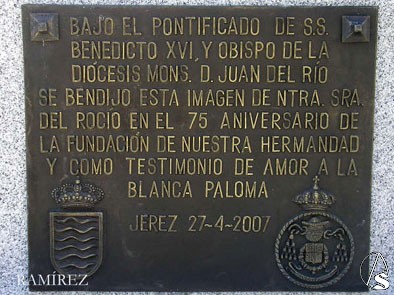 BAJO EL PONTIFICADO DE S.S.
BENEDICTO XVI, Y OBISPO DE LA
DIÓCESIS MONS. D. JUAN DEL RÍO
SE BENDIJO ESTA IMAGEN DE NTRA. SRA.
DEL ROCÍO EN EL 75 ANIVERSARIO DE
LA FUNDACIÓN DE NUESTRA HERMANDAD
Y COMO TESTIMONIO DE AMOR A LA
BLANCA PALOMA
JEREZ 27-4-2007
RAMÍREZ